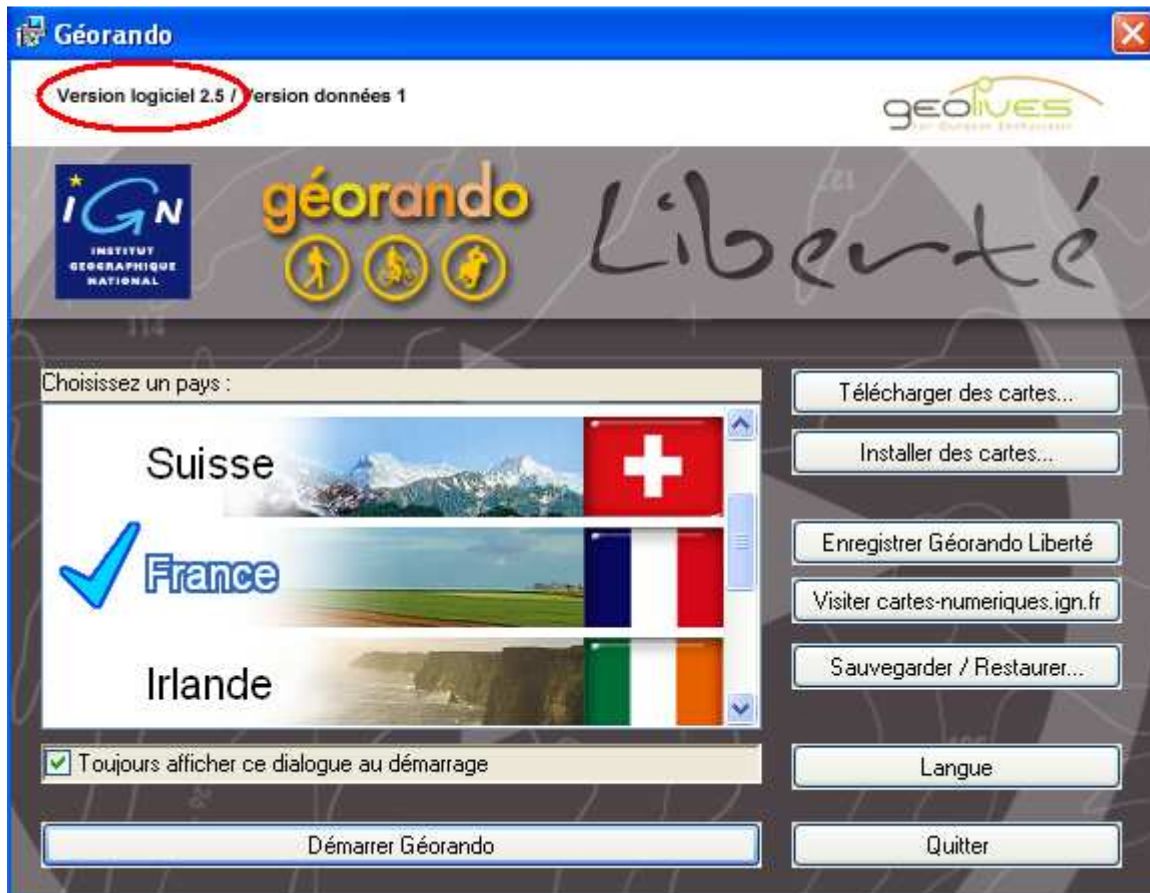 Géorando
Version logiciel 2.5 / Version données 1
geolives
iGN
INSTITUT
GEOGRAPHIQUE
NATIONAL
géorando
Liberté
Choisissez un pays :
Suisse
France
Irlande
Toujours afficher ce dialogue au démarrage
Démarrer Géorando
Télécharger des cartes...
Installer des cartes...
Enregistrer Géorando Liberté
Visiter cartes-numeriques.ign.fr
Sauvegarder / Restaurer...
Langue
Quitter